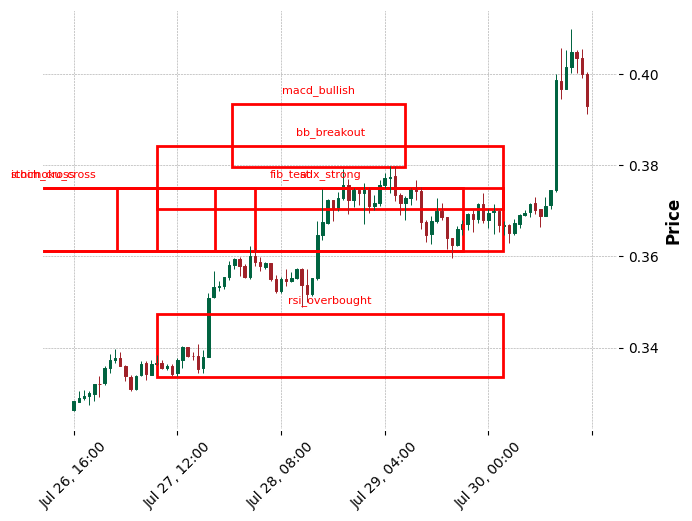 macd_bullish
bb_breakout
fib_test
adx_strong
rsi_overbought
0.40
0.38
0.36
0.34
Price
Jul 26, 16:00
Jul 27, 12:00
Jul 28, 08:00
Jul 29, 04:00
Jul 30, 00:00